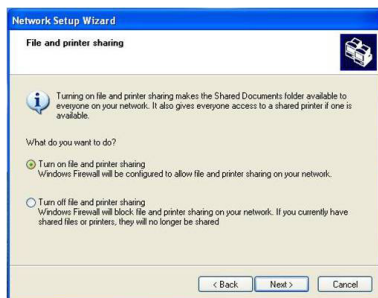 Network Setup Wizard
File and printer sharing
Turning on file and printer sharing makes the Shared Documents folder available to
everyone on your network. It also gives everyone access to a shared printer if one is
available.
What do you want to do?
Turn on file and printer sharing
Windows Firewall will be configured to allow file and printer sharing on your network.
Turn off file and printer sharing
Windows Firewall will block file and printer sharing on your network. If you currently have
shared files or printers, they will no longer be shared
< Back Next > Cancel